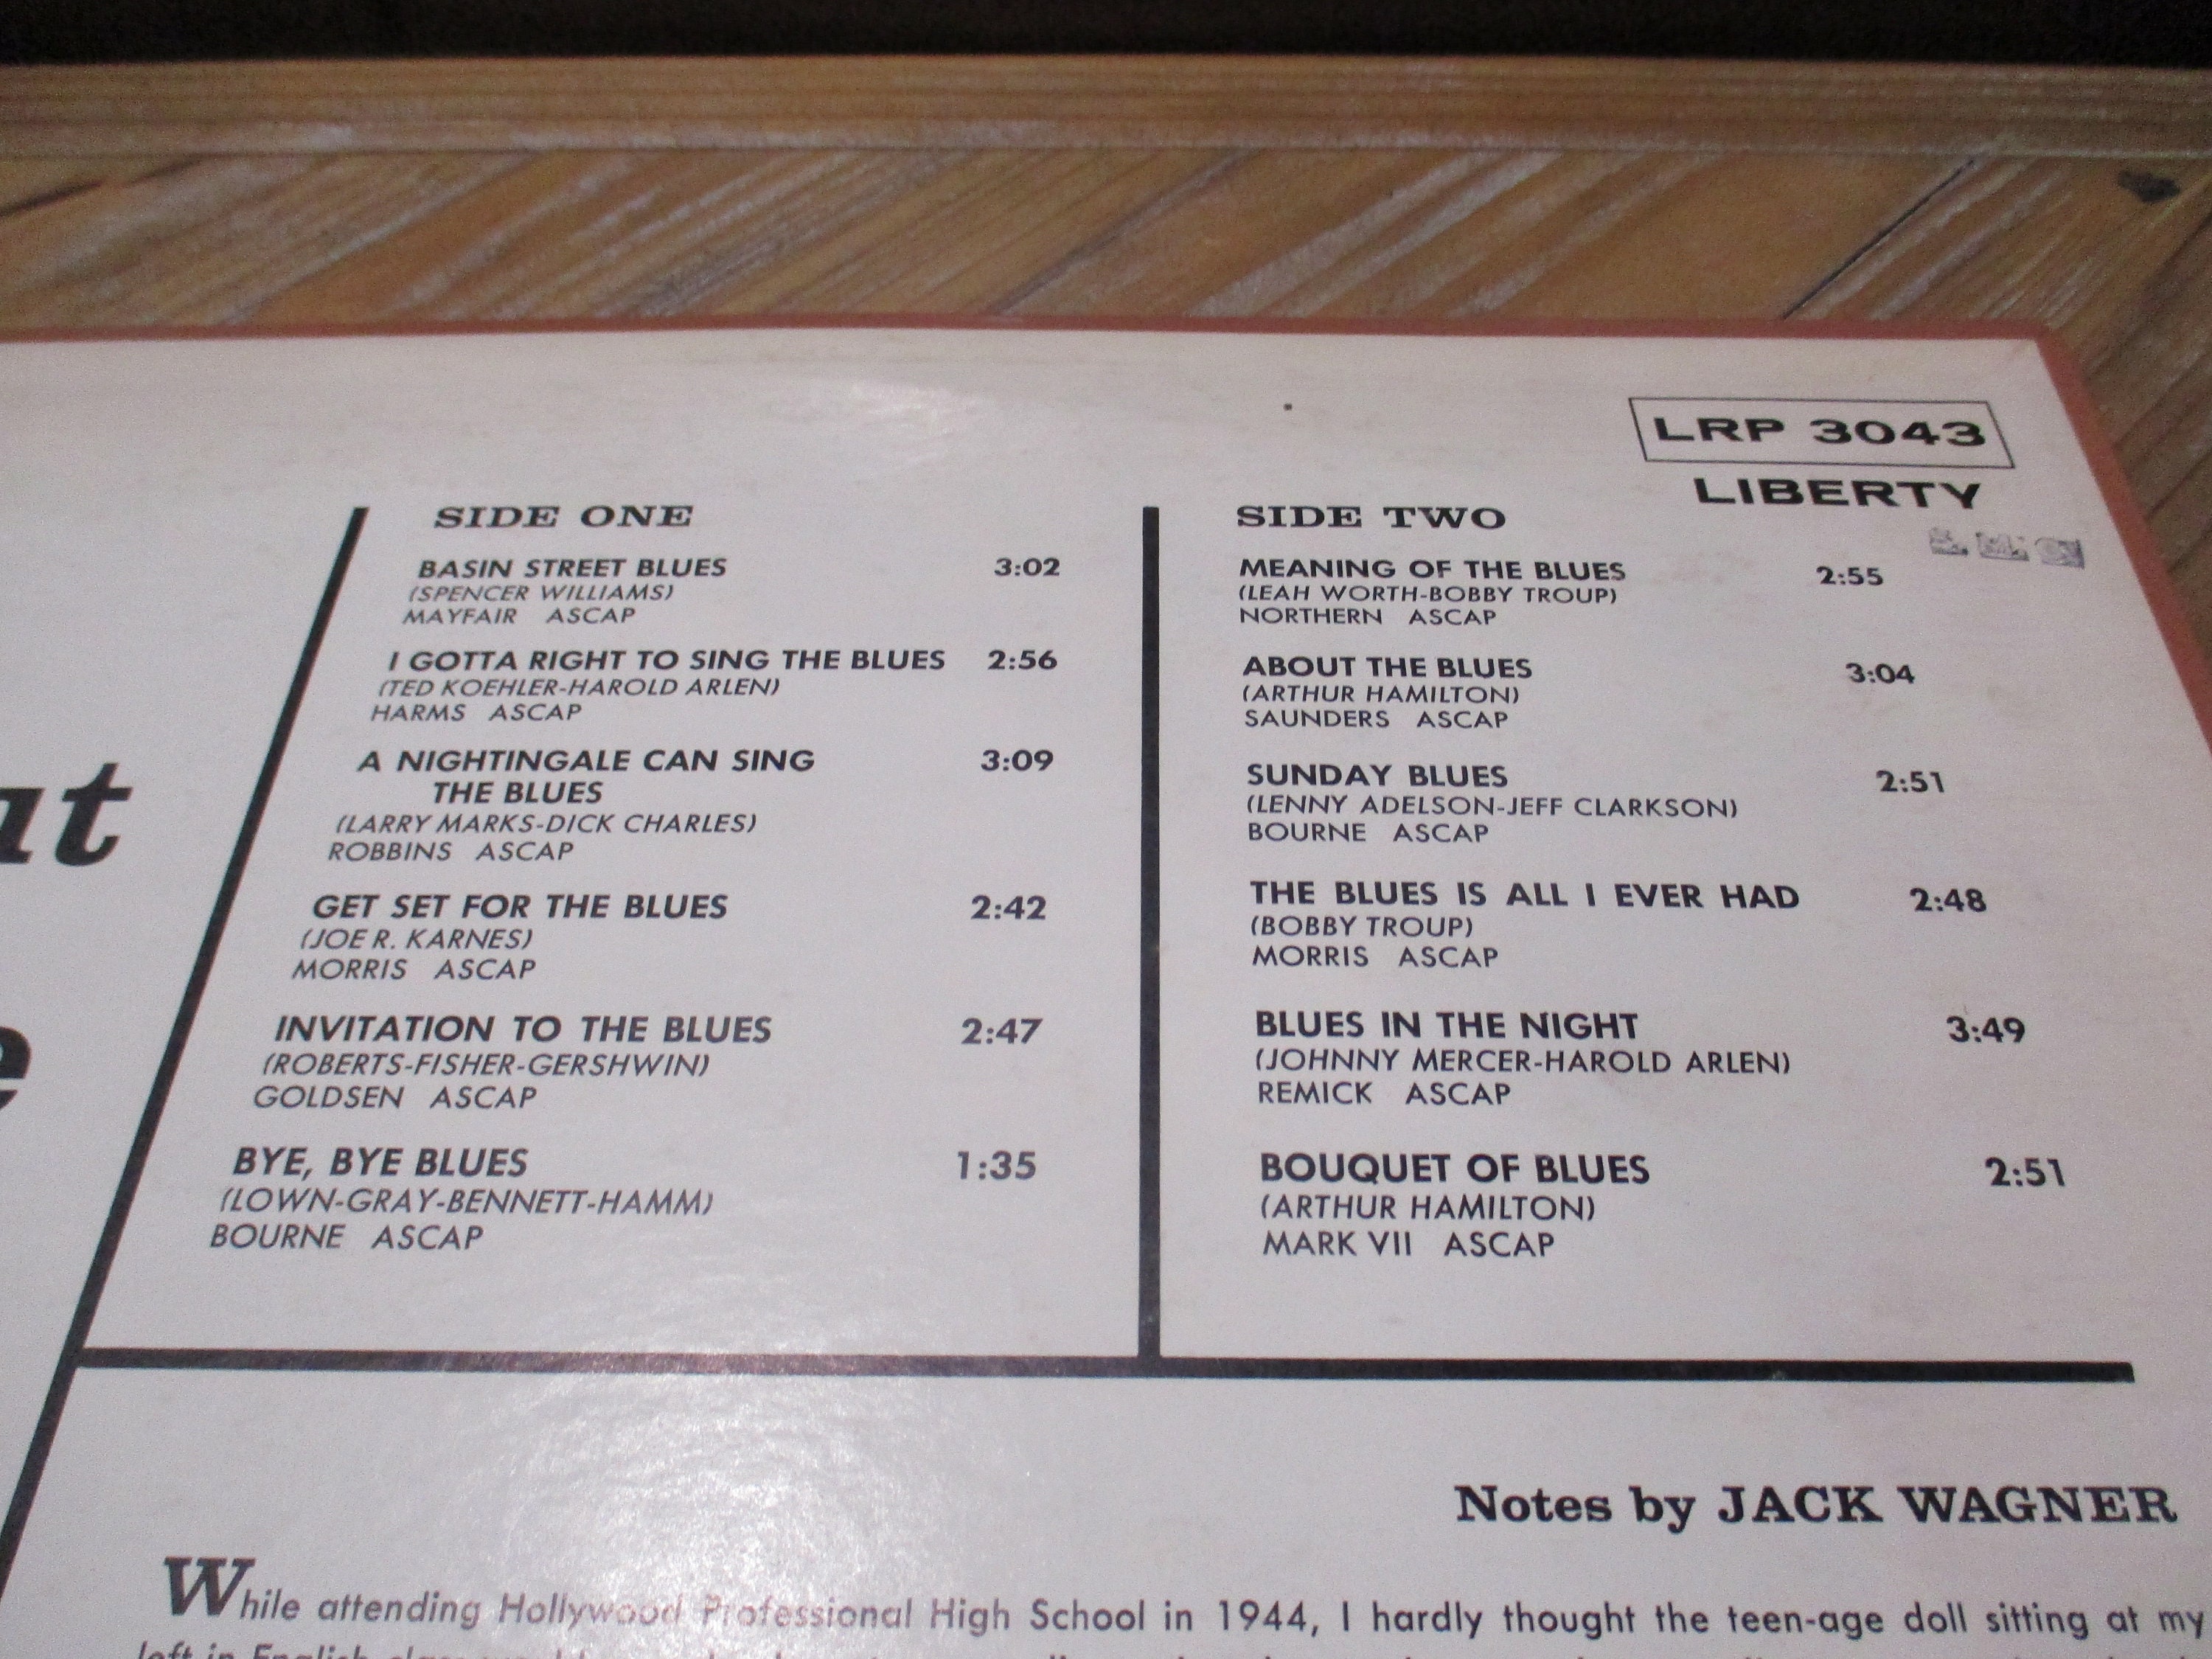 LRP 3043
LIBERTY
SIDE ONE
BASIN STREET BLUES 3:02
(SPENCER WILLIAMS)
MAYFAIR ASCAP
I GOTTA RIGHT TO SING THE BLUES 2:56
(TED KOEHLER-HAROLD ARLEN)
HARMS ASCAP
A NIGHTINGALE CAN SING 3:09
THE BLUES
(LARRY MARKS-DICK CHARLES)
ROBBINS ASCAP
GET SET FOR THE BLUES 2:42
(JOE R. KARNES)
MORRIS ASCAP
INVITATION TO THE BLUES 2:47
(ROBERTS-FISHER-GERSHWIN)
GOLDSEN ASCAP
BYE, BYE BLUES 1:35
(LOWN-GRAY-BENNETT-HAMM)
BOURNE ASCAP
SIDE TWO
MEANING OF THE BLUES 2:55
(LEAH WORTH-BOBBY TROUP)
NORTHERN ASCAP
ABOUT THE BLUES 3:04
(ARTHUR HAMILTON)
SAUNDERS ASCAP
SUNDAY BLUES 2:51
(LENNY ADELSON-JEFF CLARKSON)
BOURNE ASCAP
THE BLUES IS ALL I EVER HAD 2:48
(BOBBY TROUP)
MORRIS ASCAP
BLUES IN THE NIGHT 3:49
(JOHNNY MERCER-HAROLD ARLEN)
REMICK ASCAP
BOUQUET OF BLUES 2:51
(ARTHUR HAMILTON)
MARK VII ASCAP
Notes by JACK WAGNER
While attending Hollywood Professional High School in 1944, I hardly thought the teen-age doll sitting at my
left in English class